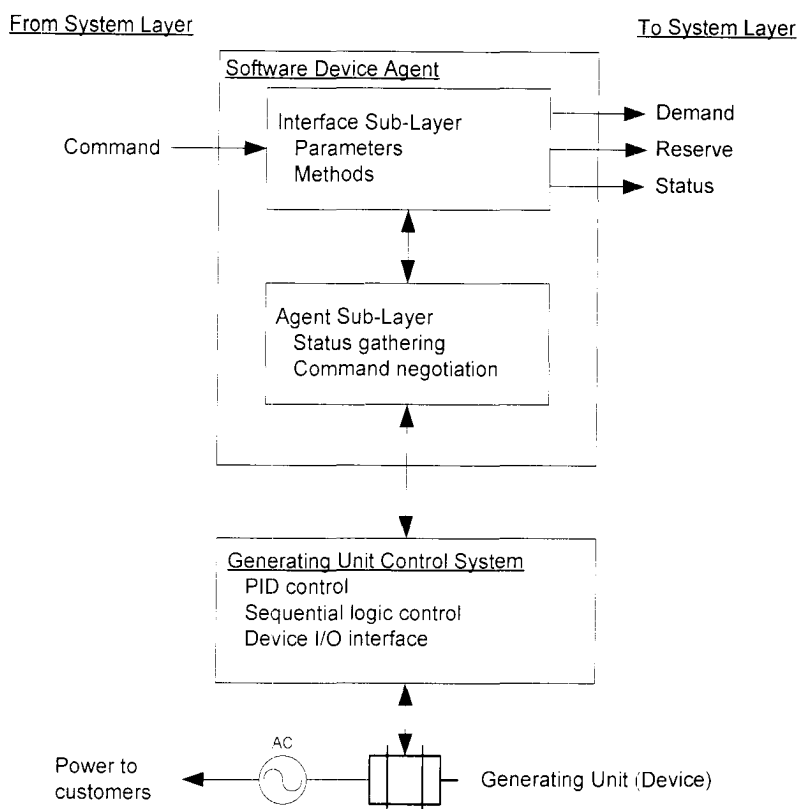 From System Layer
To System Layer
Software Device Agent
Interface Sub-Layer
Parameters
Methods
Command
Demand
Reserve
Status
Agent Sub-Layer
Status gathering
Command negotiation
Generating Unit Control System
PID control
Sequential logic control
Device I/O interface
AC
Power to
customers
Generating Unit (Device)